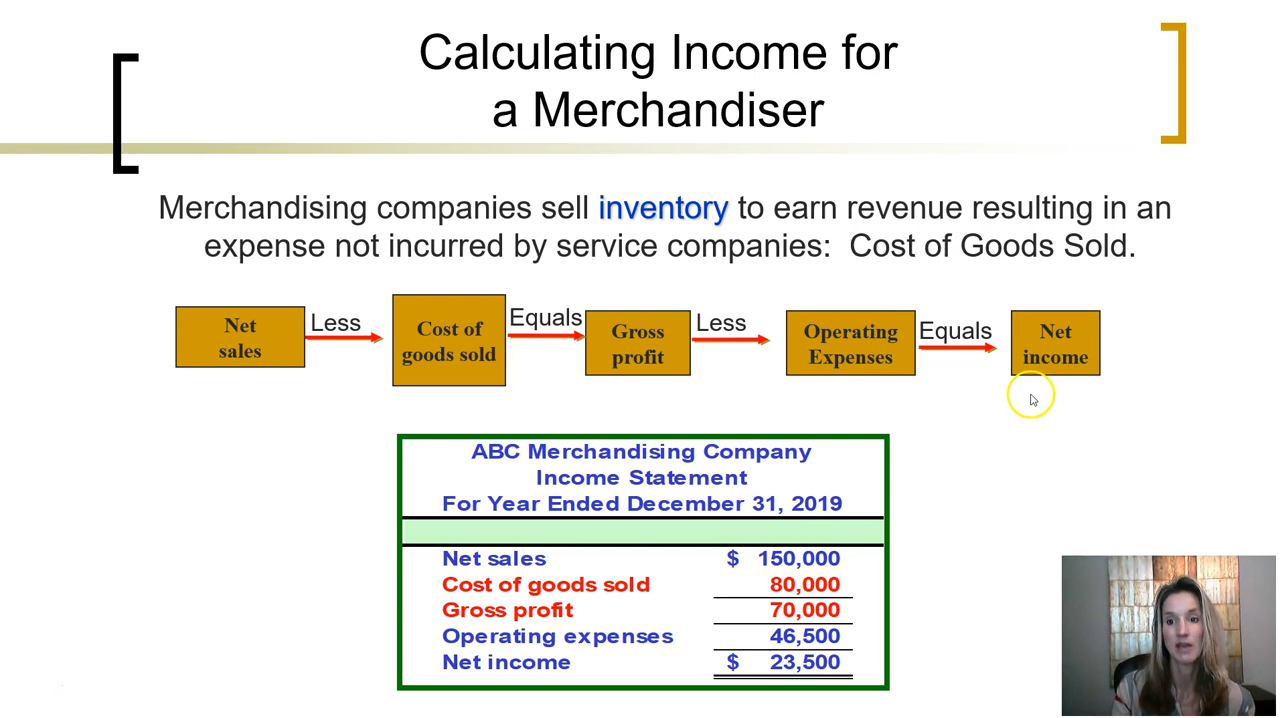 Calculating Income for
a Merchandiser
Merchandising companies sell inventory to earn revenue resulting in an
expense not incurred by service companies:  Cost of Goods Sold.
Net
sales
Less
Cost of
goods sold
Equals
Gross
profit
Less
Operating
Expenses
Equals
Net
income
ABC Merchandising Company
Income Statement
For Year Ended December 31, 2019
Net sales $ 150,000
Cost of goods sold 80,000
Gross profit 70,000
Operating expenses 46,500
Net income $ 23,500